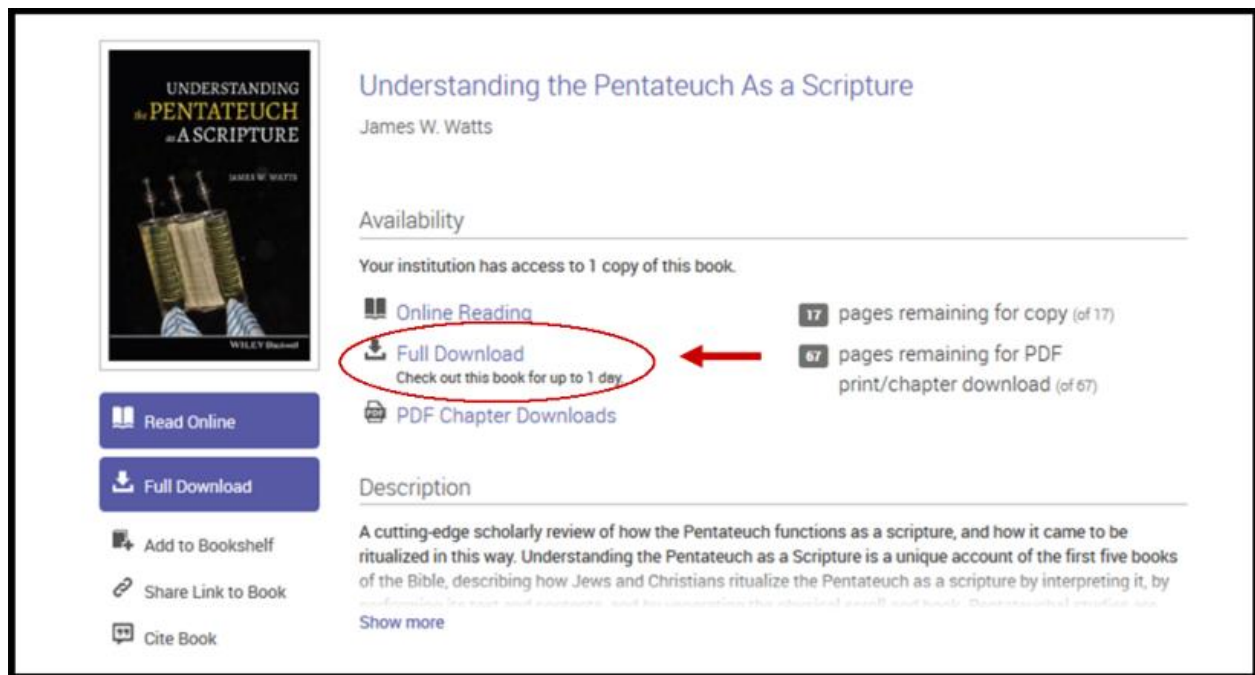 UNDERSTANDING
the PENTATEUCH
as A SCRIPTURE
JAMES W. WATTS
WILEY Blackwell
Read Online
Full Download
Add to Bookshelf
Share Link to Book
Cite Book
Understanding the Pentateuch As a Scripture
James W. Watts
Availability
Your institution has access to 1 copy of this book.
Online Reading
Full Download
Check out this book for up to 1 day.
PDF
PDF Chapter Downloads
17 pages remaining for copy (of 17)
67 pages remaining for PDF
print/chapter download (of 67)
Description
A cutting-edge scholarly review of how the Pentateuch functions as a scripture, and how it came to be
ritualized in this way. Understanding the Pentateuch as a Scripture is a unique account of the first five books
of the Bible, describing how Jews and Christians ritualize the Pentateuch as a scripture by interpreting it, by
Show more